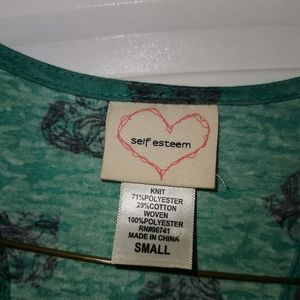 self esteem
KNIT
71%POLYESTER
29%COTTON
WOVEN
100%POLYESTER
RN#96741
MADE IN CHINA
SMALL